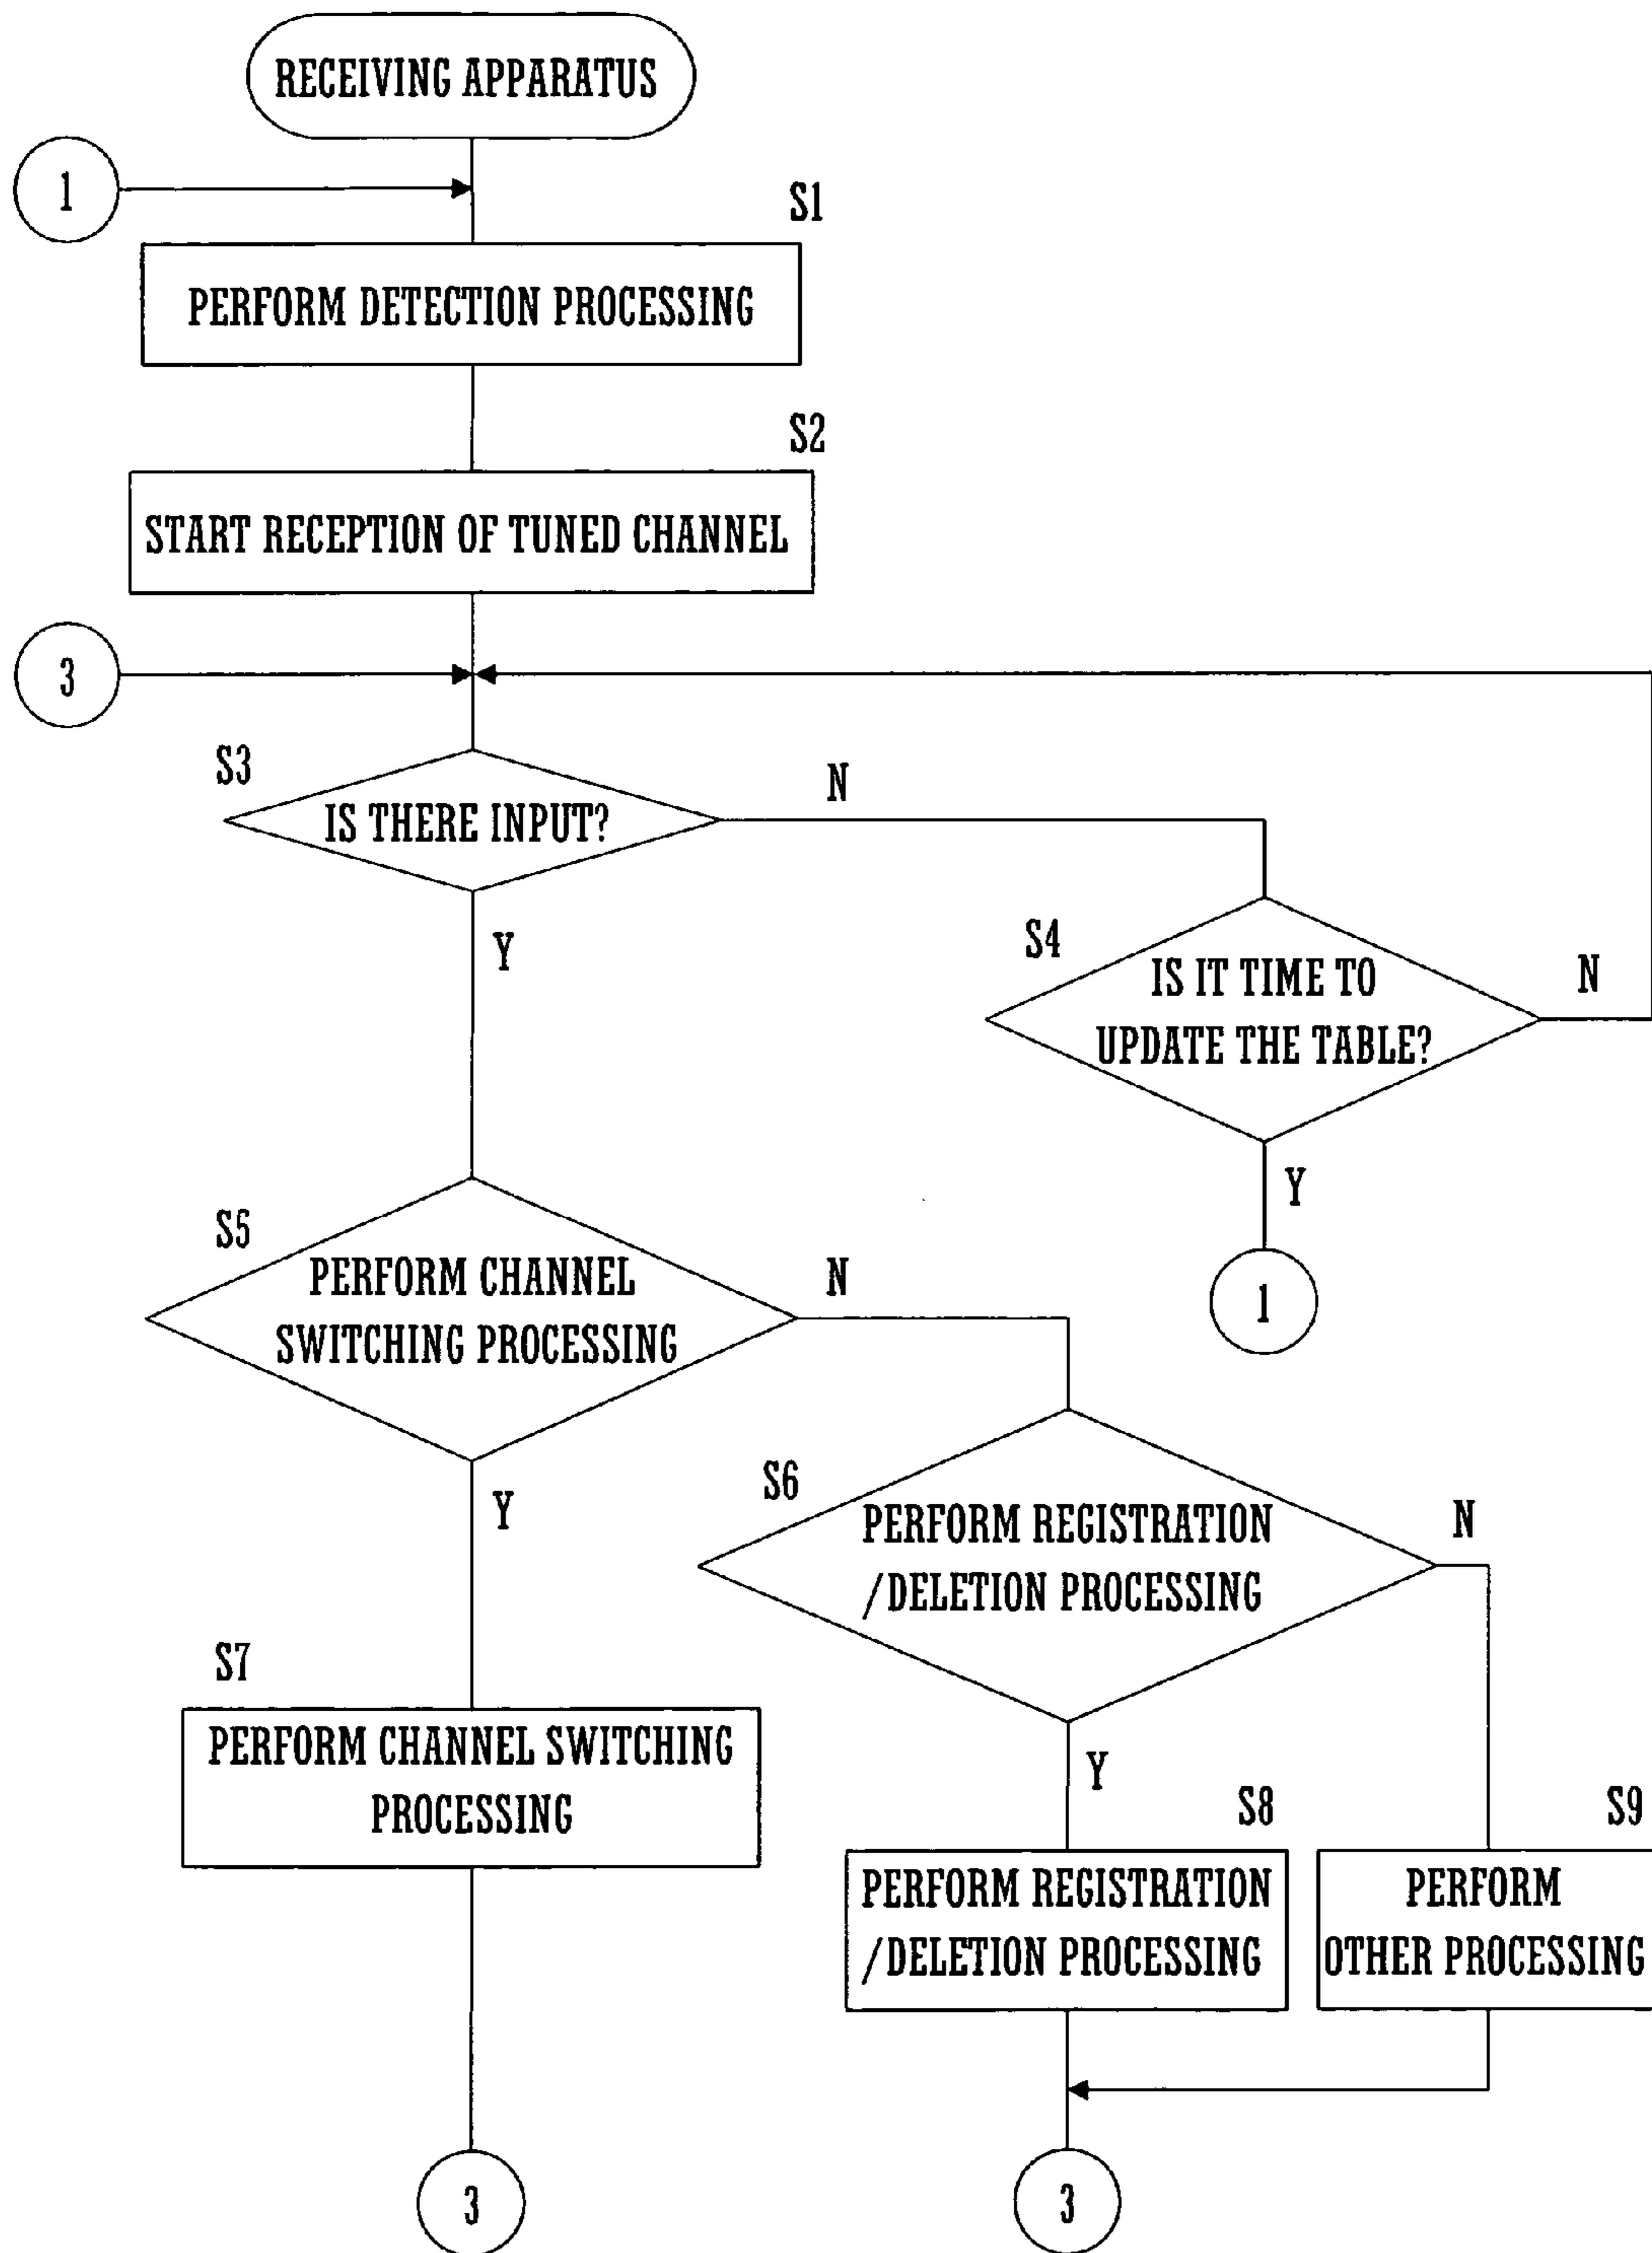 RECEIVING APPARATUS
1
S1
PERFORM DETECTION PROCESSING
S2
START RECEPTION OF TUNED CHANNEL
3
S3
IS THERE INPUT?
N
Y
S4
IS IT TIME TO
UPDATE THE TABLE?
N
Y
1
S5
PERFORM CHANNEL
SWITCHING PROCESSING
N
Y
S6
PERFORM REGISTRATION
/DELETION PROCESSING
N
Y
S7
PERFORM CHANNEL SWITCHING
PROCESSING
S8
PERFORM REGISTRATION
/DELETION PROCESSING
S9
PERFORM
OTHER PROCESSING
3
3